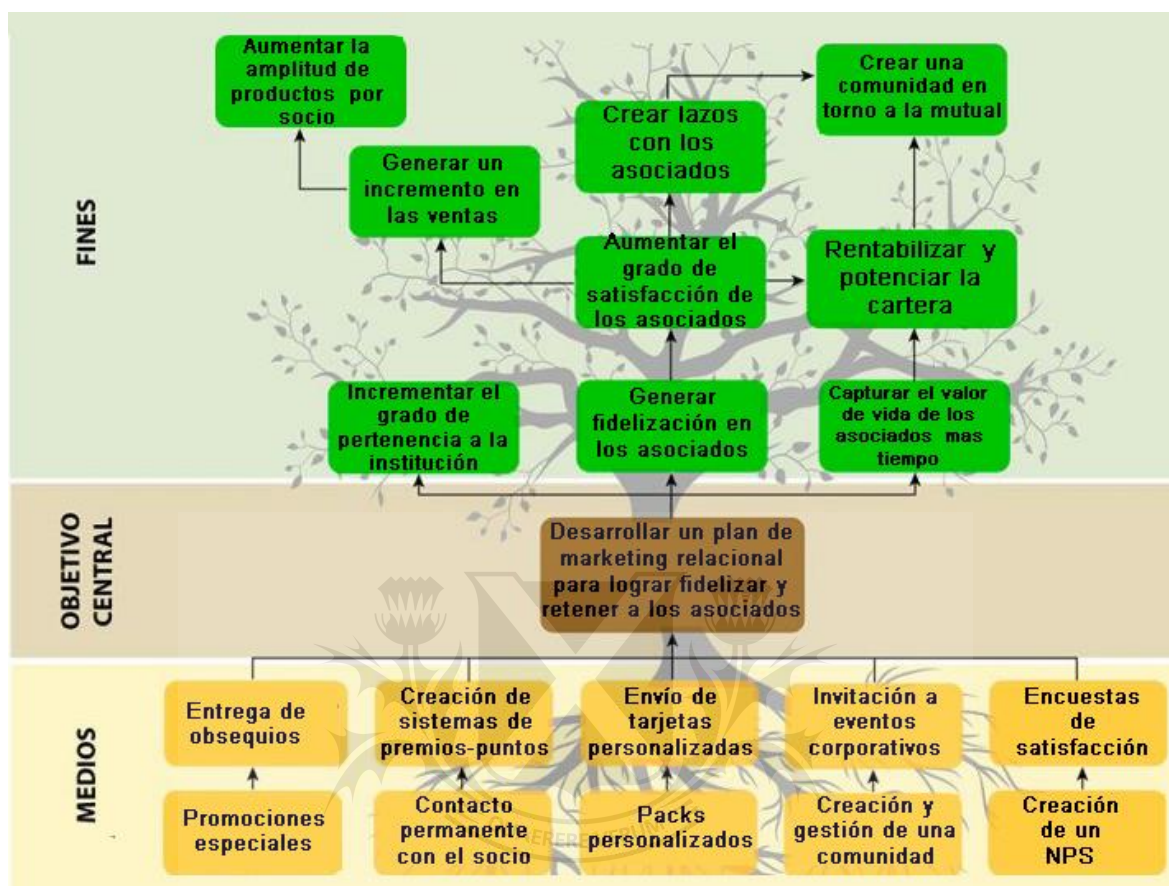 FINES
Aumentar la
amplitud de
productos por
socio
Crear lazos
con los
asociados
Crear una
comunidad en
torno a la mutual
Generar un
incremento en
las ventas
Aumentar el
grado de
satisfacción de
los asociados
Rentabilizar y
potenciar la
cartera
Incrementar el
grado de
pertenencia a la
institución
Generar
fidelización en
los asociados
Capturar el valor
de vida de los
asociados mas
tiempo
OBJETIVO
CENTRAL
Desarrollar un plan de
marketing relacional
para lograr fidelizar y
retener a los asociados
MEDIOS
Entrega de
obsequios
Creación de
sistemas de
premios-puntos
Envío de
tarjetas
personalizadas
Invitación a
eventos
corporativos
Encuestas
de
satisfacción
Promociones
especiales
Contacto
permanente
con el socio
Packs
personalizados
Creación y
gestión de una
comunidad
Creación
de un
NPS